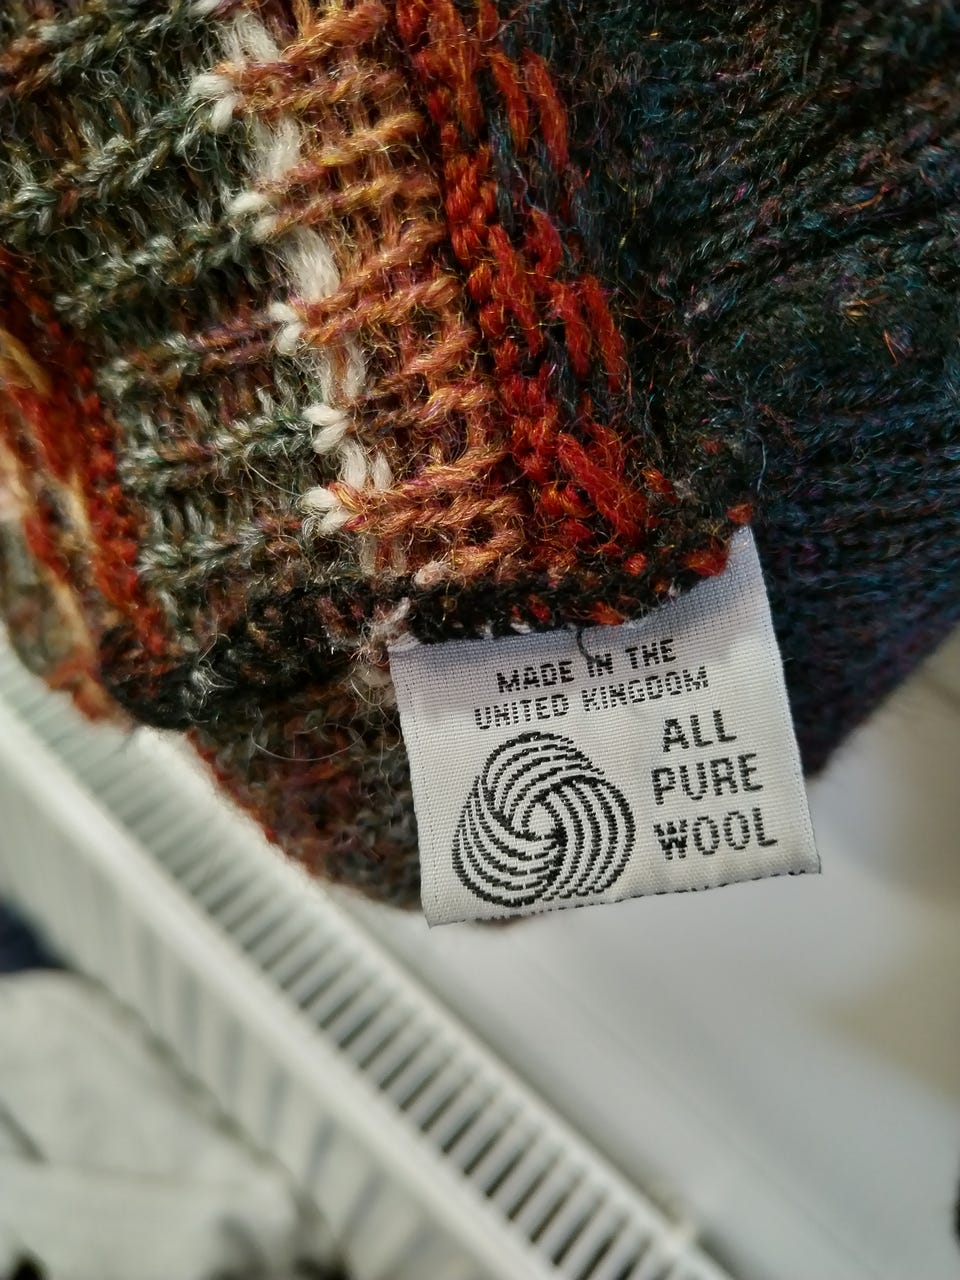 MADE IN THE
UNITED KINGDOM
ALL
PURE
WOOL